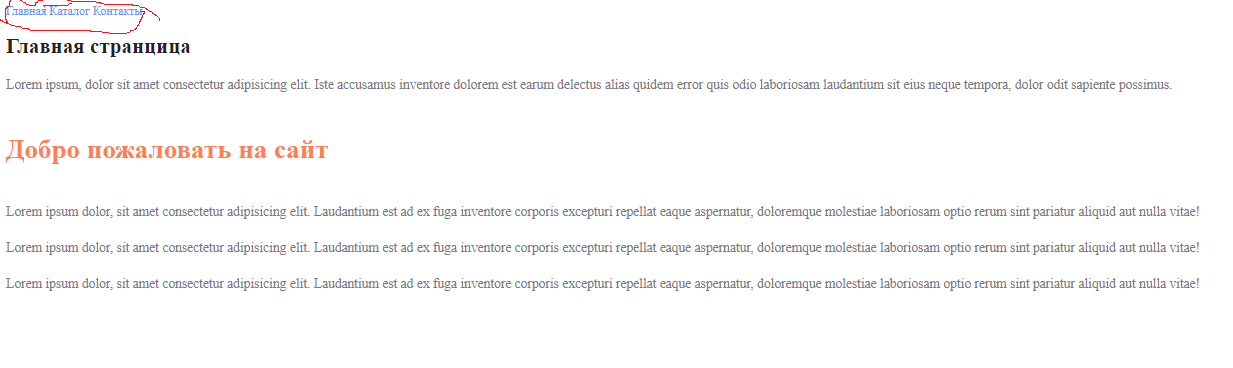 Главная Каталог Контакты
Главная странцица
Lorem ipsum, dolor sit amet consectetur adipisicing elit. Iste accusamus inventore dolorem est earum delectus alias quidem error quis odio laboriosam laudantium sit eius neque tempora, dolor odit sapiente possimus.
Добро пожаловать на сайт
Lorem ipsum dolor, sit amet consectetur adipisicing elit. Laudantium est ad ex fuga inventore corporis excepturi repellat eaque aspernatur, doloremque molestiae laboriosam optio rerum sint pariatur aliquid aut nulla vitae!
Lorem ipsum dolor, sit amet consectetur adipisicing elit. Laudantium est ad ex fuga inventore corporis excepturi repellat eaque aspernatur, doloremque molestiae laboriosam optio rerum sint pariatur aliquid aut nulla vitae!
Lorem ipsum dolor, sit amet consectetur adipisicing elit. Laudantium est ad ex fuga inventore corporis excepturi repellat eaque aspernatur, doloremque molestiae laboriosam optio rerum sint pariatur aliquid aut nulla vitae!